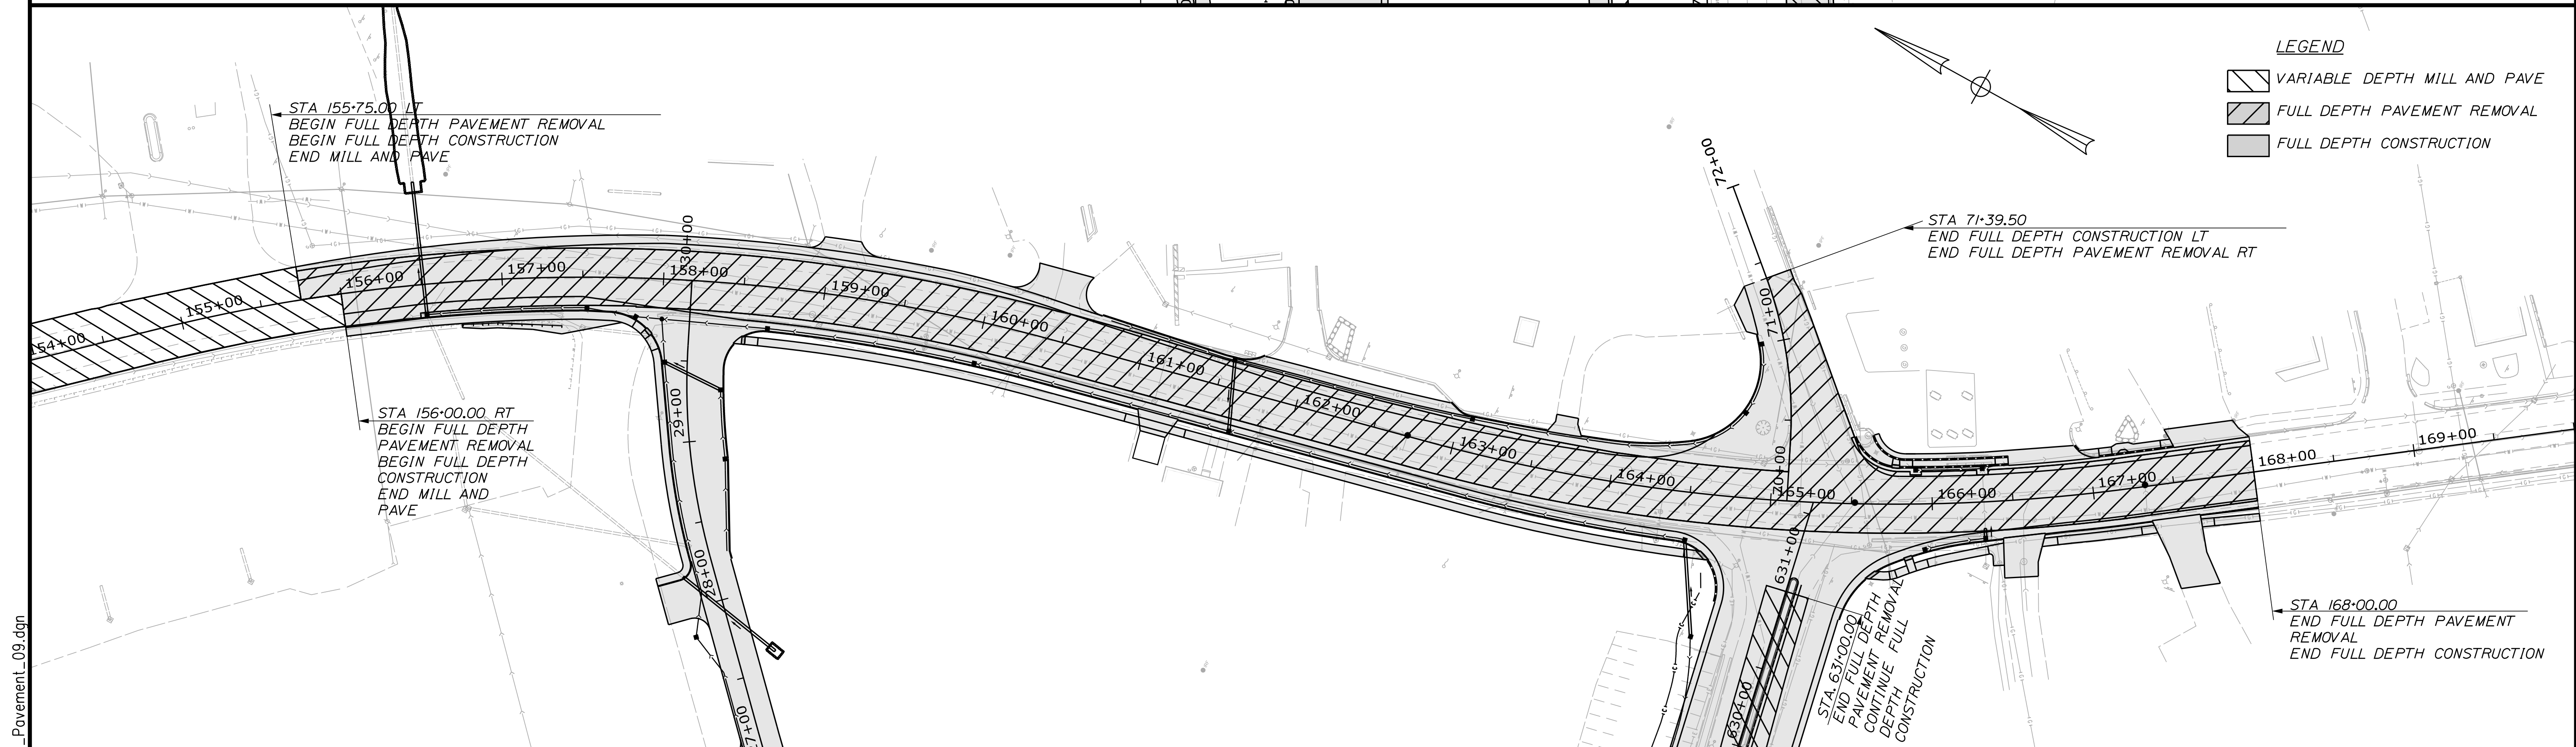 LEGEND
VARIABLE DEPTH MILL AND PAVE
FULL DEPTH PAVEMENT REMOVAL
FULL DEPTH CONSTRUCTION
STA 155+75.00 LT
BEGIN FULL DEPTH PAVEMENT REMOVAL
BEGIN FULL DEPTH CONSTRUCTION
END MILL AND PAVE
72+00
STA 71+39.50
END FULL DEPTH CONSTRUCTION LT
END FULL DEPTH PAVEMENT REMOVAL RT
30+00
154+00
155+00
156+00
157+00
158+00
159+00
160+00
161+00
162+00
163+00
164+00
165+00
166+00
167+00
168+00
169+00
71+00
70+00
29+00
28+00
631+00
630+00
STA 156+00.00 RT
BEGIN FULL DEPTH
PAVEMENT REMOVAL
BEGIN FULL DEPTH
CONSTRUCTION
END MILL AND
PAVE
STA. 631+00.00
END FULL DEPTH
PAVEMENT REMOVAL
CONTINUE FULL
DEPTH
CONSTRUCTION
STA 168+00.00
END FULL DEPTH PAVEMENT
REMOVAL
END FULL DEPTH CONSTRUCTION
_Pavement_09.dgn